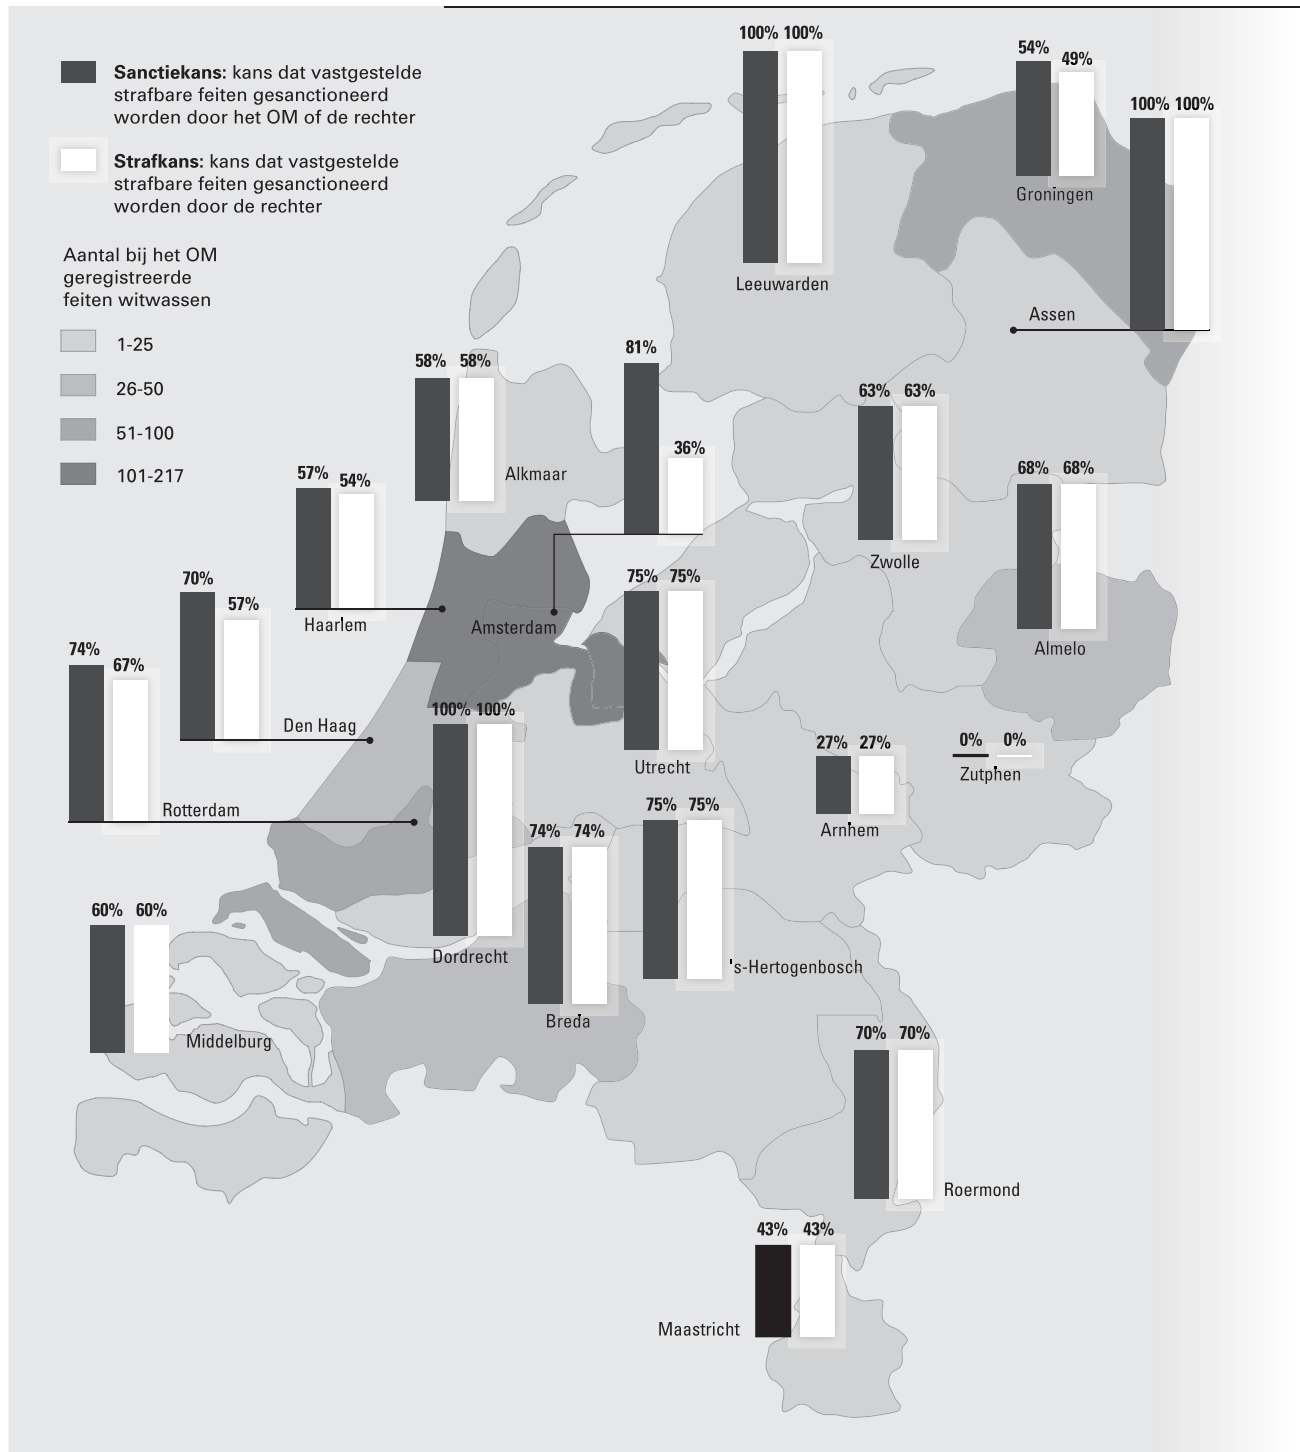 Sanctiekans: kans dat vastgestelde
strafbare feiten gesanctioneerd
worden door het OM of de rechter
Strafkans: kans dat vastgestelde
strafbare feiten gesanctioneerd
worden door de rechter
Aantal bij het OM
geregistreerde
feiten witwassen
1-25
26-50
51-100
101-217
100% 100%
Leeuwarden
54% 49%
Groningen
100% 100%
Assen
58% 58%
Alkmaar
81% 36%
Amsterdam
63% 63%
Zwolle
68% 68%
Almelo
57% 54%
Haarlem
70% 57%
Den Haag
74% 67%
Rotterdam
75% 75%
Utrecht
100% 100%
Dordrecht
27% 27%
Arnhem
0% 0%
Zutphen
74% 74%
Breda
75% 75%
's-Hertogenbosch
60% 60%
Middelburg
70% 70%
Roermond
43% 43%
Maastricht